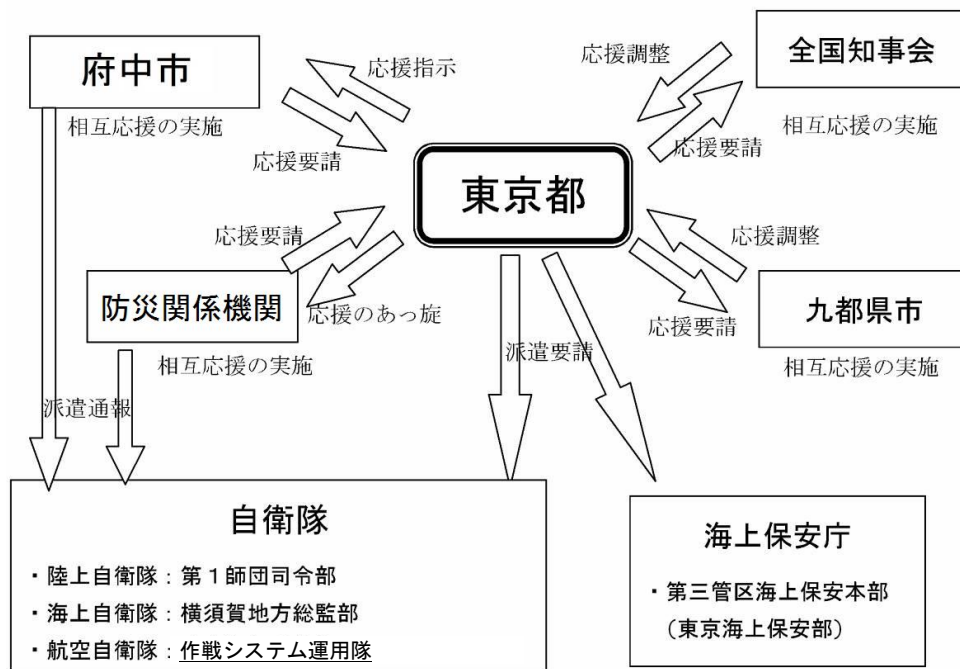 府中市
応援指示
応援調整
全国知事会
相互応援の実施
応援要請
応援要請
相互応援の実施
東京都
応援要請
応援調整
防災関係機関
応援のあっ旋
応援要請
九都県市
相互応援の実施
派遣要請
相互応援の実施
派遣通報
自衛隊
・陸上自衛隊：第１師団司令部
・海上自衛隊：横須賀地方総監部
・航空自衛隊：作戦システム運用隊
海上保安庁
・第三管区海上保安本部
（東京海上保安部）